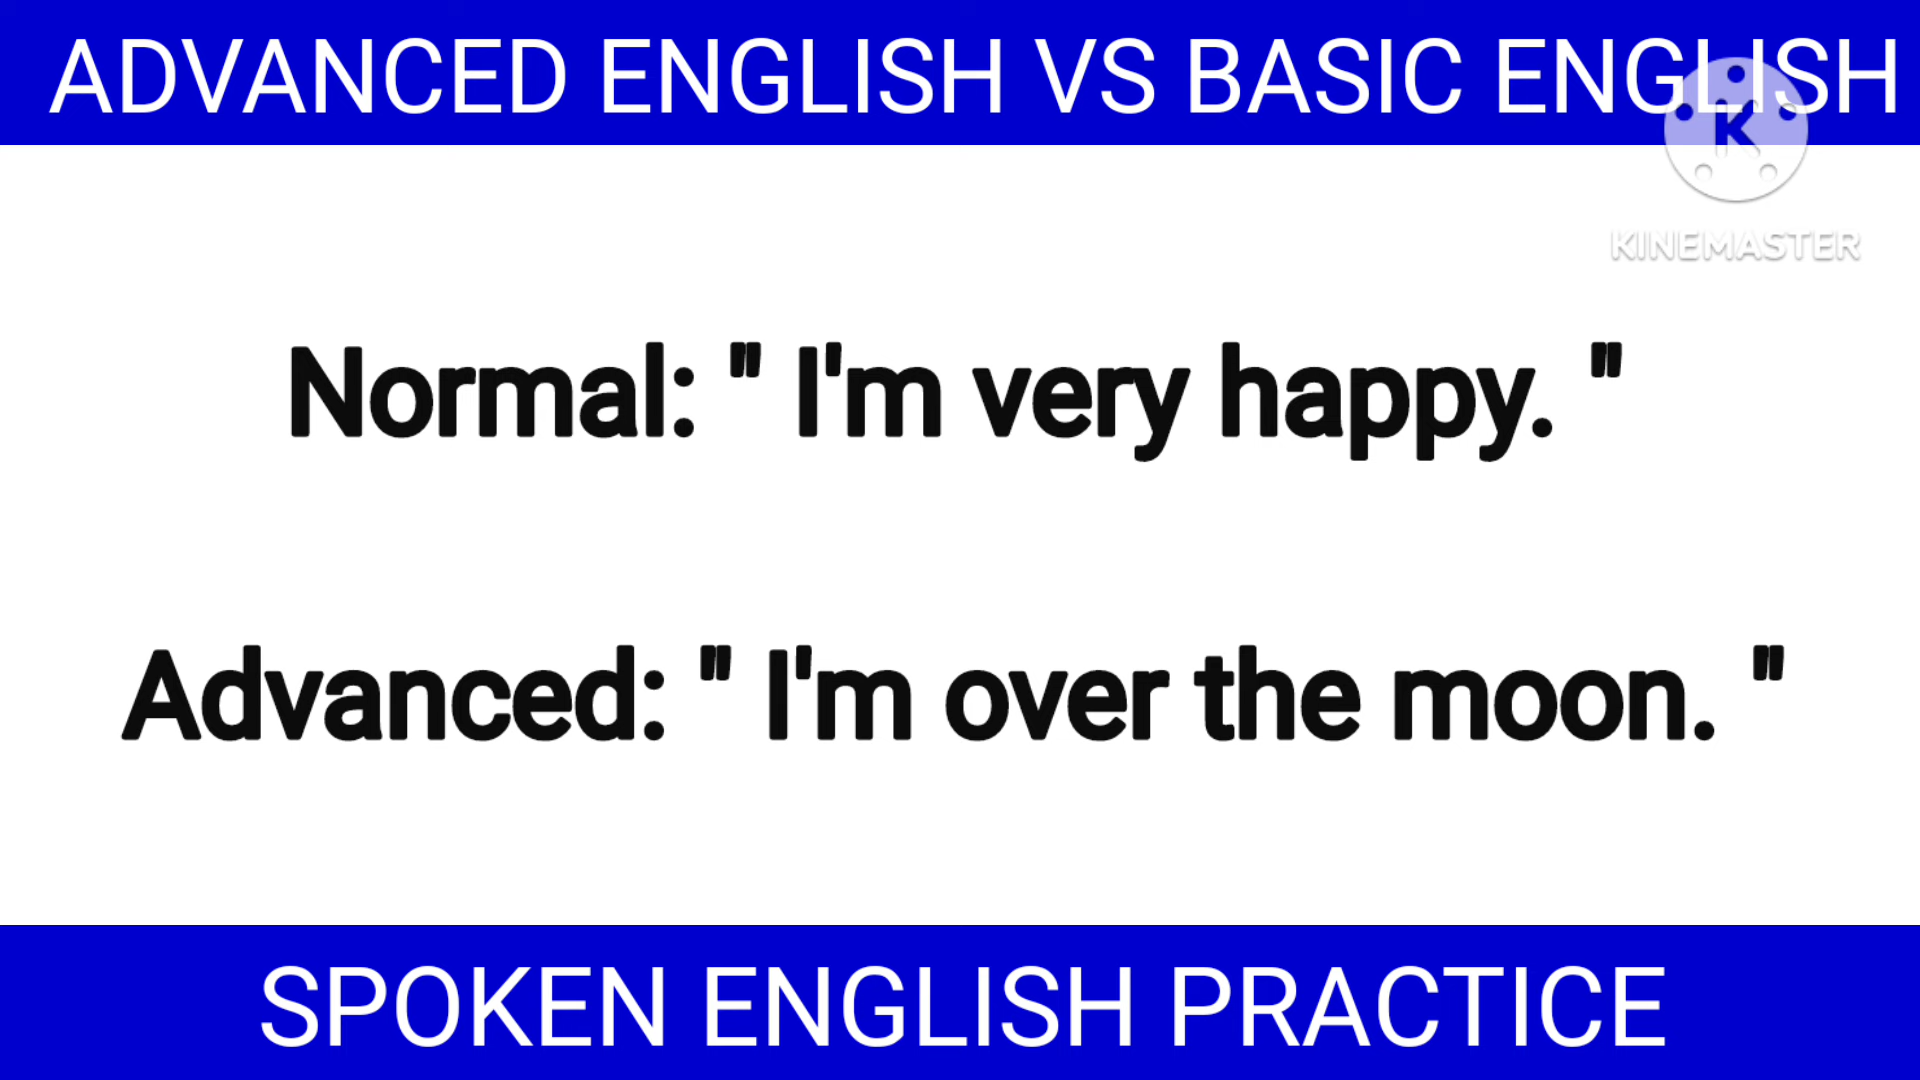 ADVANCED ENGLISH VS BASIC ENGLISH
K
KINEMASTER
Normal: " I'm very happy. "
Advanced: " I'm over the moon. "
SPOKEN ENGLISH PRACTICE